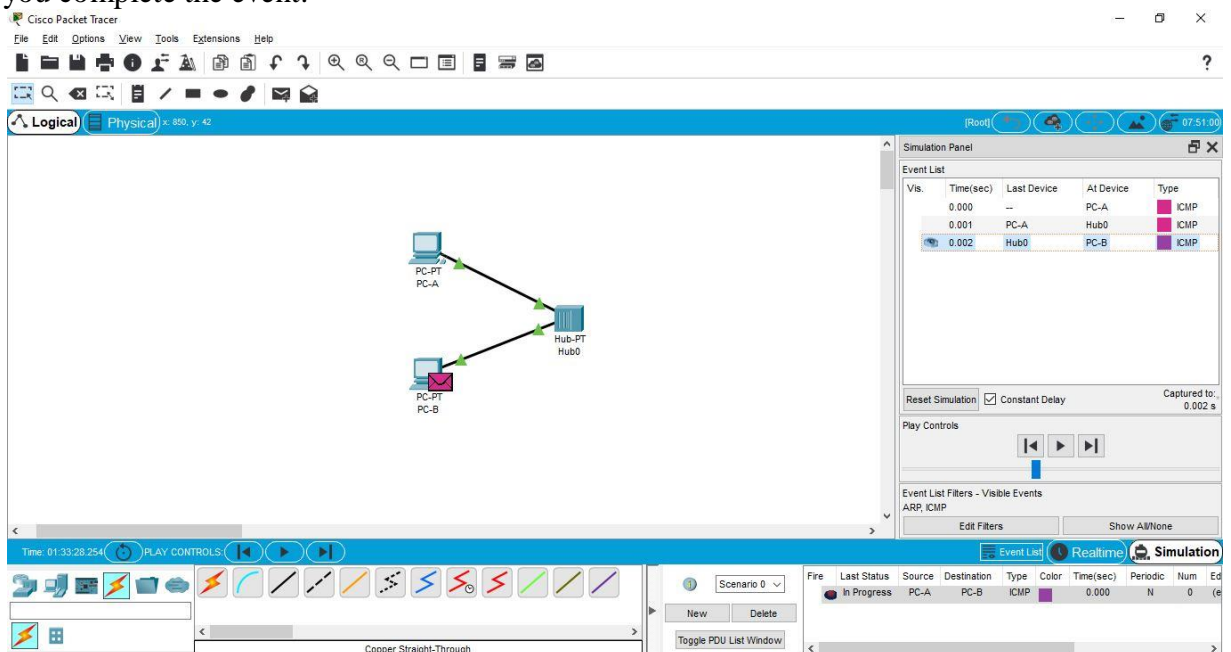 you complete the event.
Cisco Packet Tracer
File Edit Options View Tools Extensions Help
?
Logical Physical x: 850, y: 42 [Root] 07:51:00
Simulation Panel
Event List
Vis. Time(sec) Last Device At Device Type
0.000 -- PC-A ICMP
0.001 PC-A Hub0 ICMP
0.002 Hub0 PC-B ICMP
PC-PT
PC-A
Hub-PT
Hub0
PC-PT
PC-B
Reset Simulation Constant Delay Captured to:
0.002 s
Play Controls
Event List Filters - Visible Events
ARP, ICMP
Edit Filters Show All/None
Time: 01:33:28.254 PLAY CONTROLS: Event List Realtime Simulation
Scenario 0
New Delete
Toggle PDU List Window
Fire Last Status Source Destination Type Color Time(sec) Periodic Num Ed
In Progress PC-A PC-B ICMP 0.000 N 0 (e
Copper Straight-Through